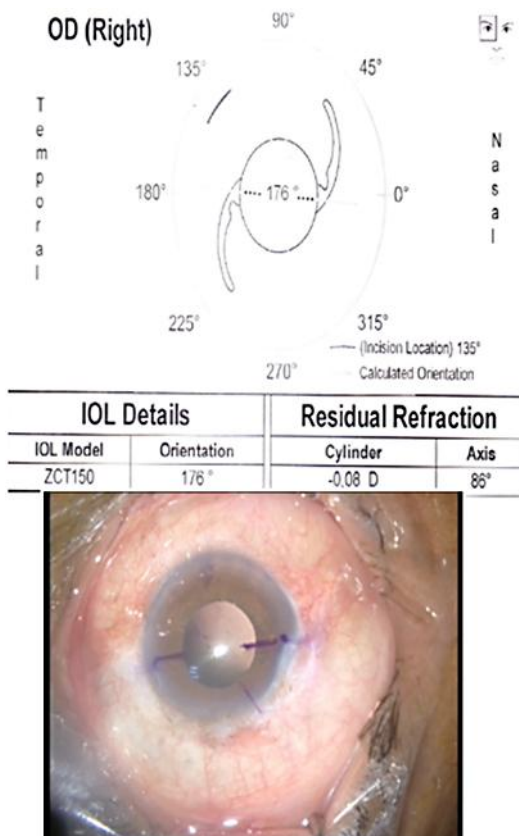 OD (Right)
90°
135°
45°
Temporal
Nasal
180°
176°
0°
225°
315°
(Incision Location) 135°
Calculated Orientation
270°
IOL Details
Residual Refraction
IOL Model
Orientation
Cylinder
Axis
ZCT150
176°
-0.08 D
86°